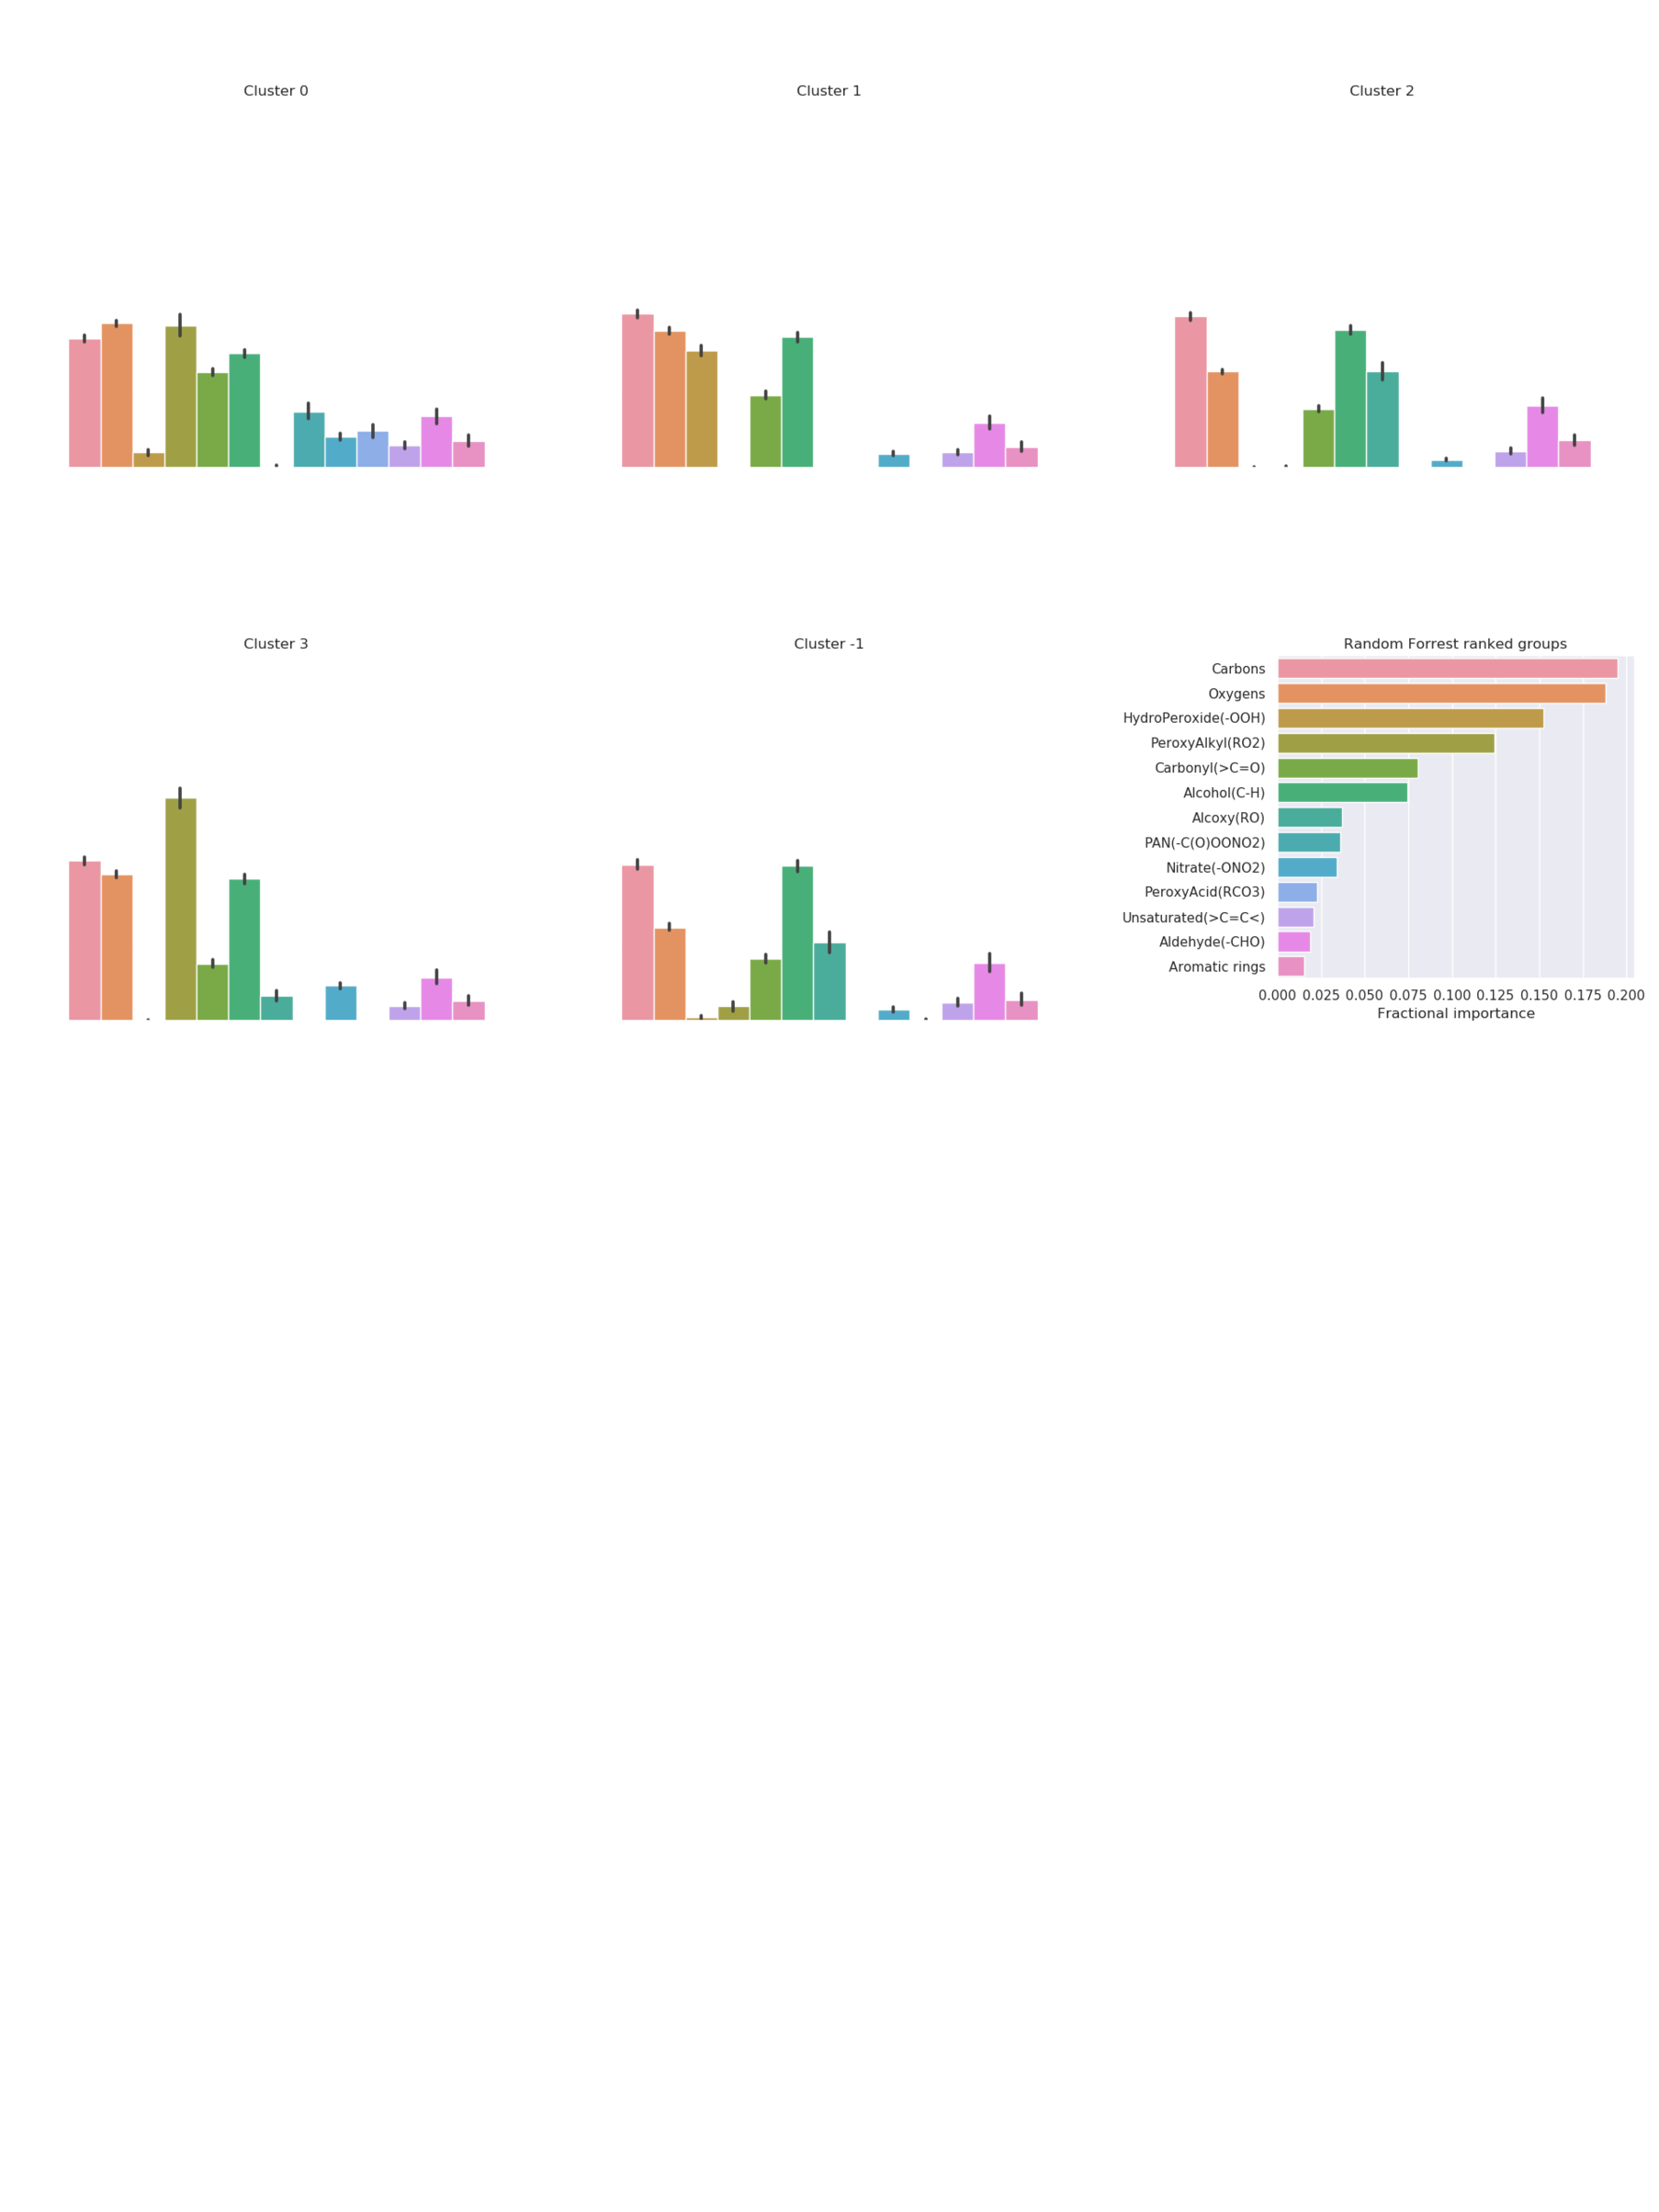 Cluster 0
Cluster 1
Cluster 2
Cluster 3
Cluster -1
Random Forrest ranked groups
Carbons
Oxygens
HydroPeroxide(-OOH)
PeroxyAlkyl(RO2)
Carbonyl(>C=O)
Alcohol(C-H)
Alcoxy(RO)
PAN(-C(O)OONO2)
Nitrate(-ONO2)
PeroxyAcid(RCO3)
Unsaturated(>C=C<)
Aldehyde(-CHO)
Aromatic rings
0.000 0.025 0.050 0.075 0.100 0.125 0.150 0.175 0.200
Fractional importance